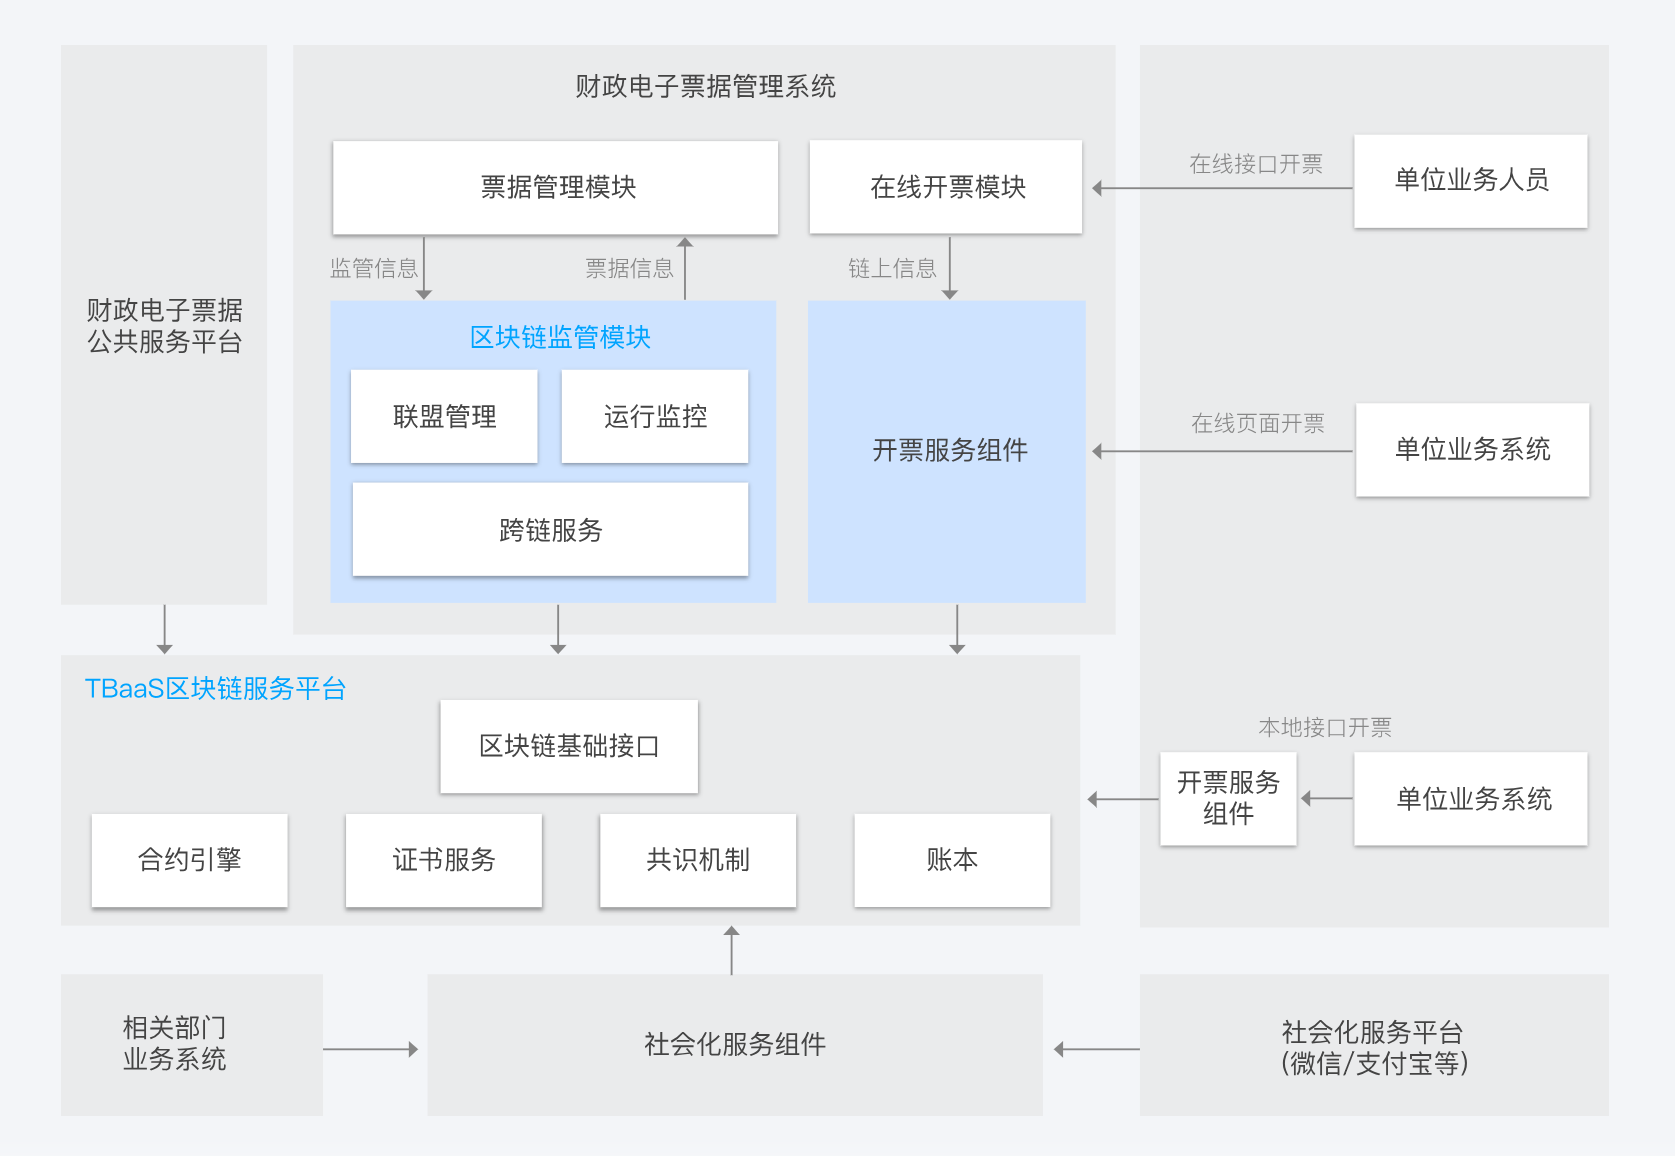 财政电子票据管理系统
票据管理模块
在线开票模块
在线接口开票
单位业务人员
监管信息
票据信息
链上信息
财政电子票据
公共服务平台
区块链监管模块
联盟管理
运行监控
跨链服务
开票服务组件
在线页面开票
单位业务系统
TBaaS区块链服务平台
区块链基础接口
合约引擎
证书服务
共识机制
账本
本地接口开票
开票服务
组件
单位业务系统
相关部门
业务系统
社会化服务组件
社会化服务平台
(微信/支付宝等)